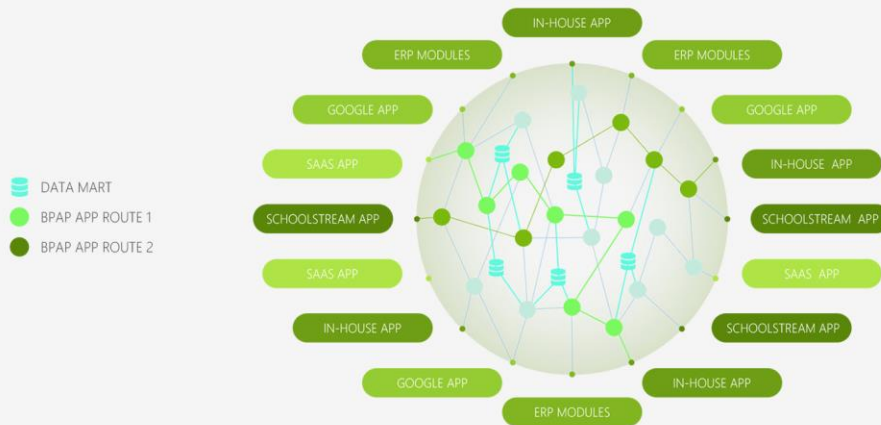 IN-HOUSE APP
ERP MODULES
ERP MODULES
GOOGLE APP
GOOGLE APP
SAAS APP
IN-HOUSE APP
DATA MART
BPAP APP ROUTE 1
BPAP APP ROUTE 2
SCHOOLSTREAM APP
SCHOOLSTREAM APP
SAAS APP
SAAS APP
IN-HOUSE APP
SCHOOLSTREAM APP
GOOGLE APP
IN-HOUSE APP
ERP MODULES